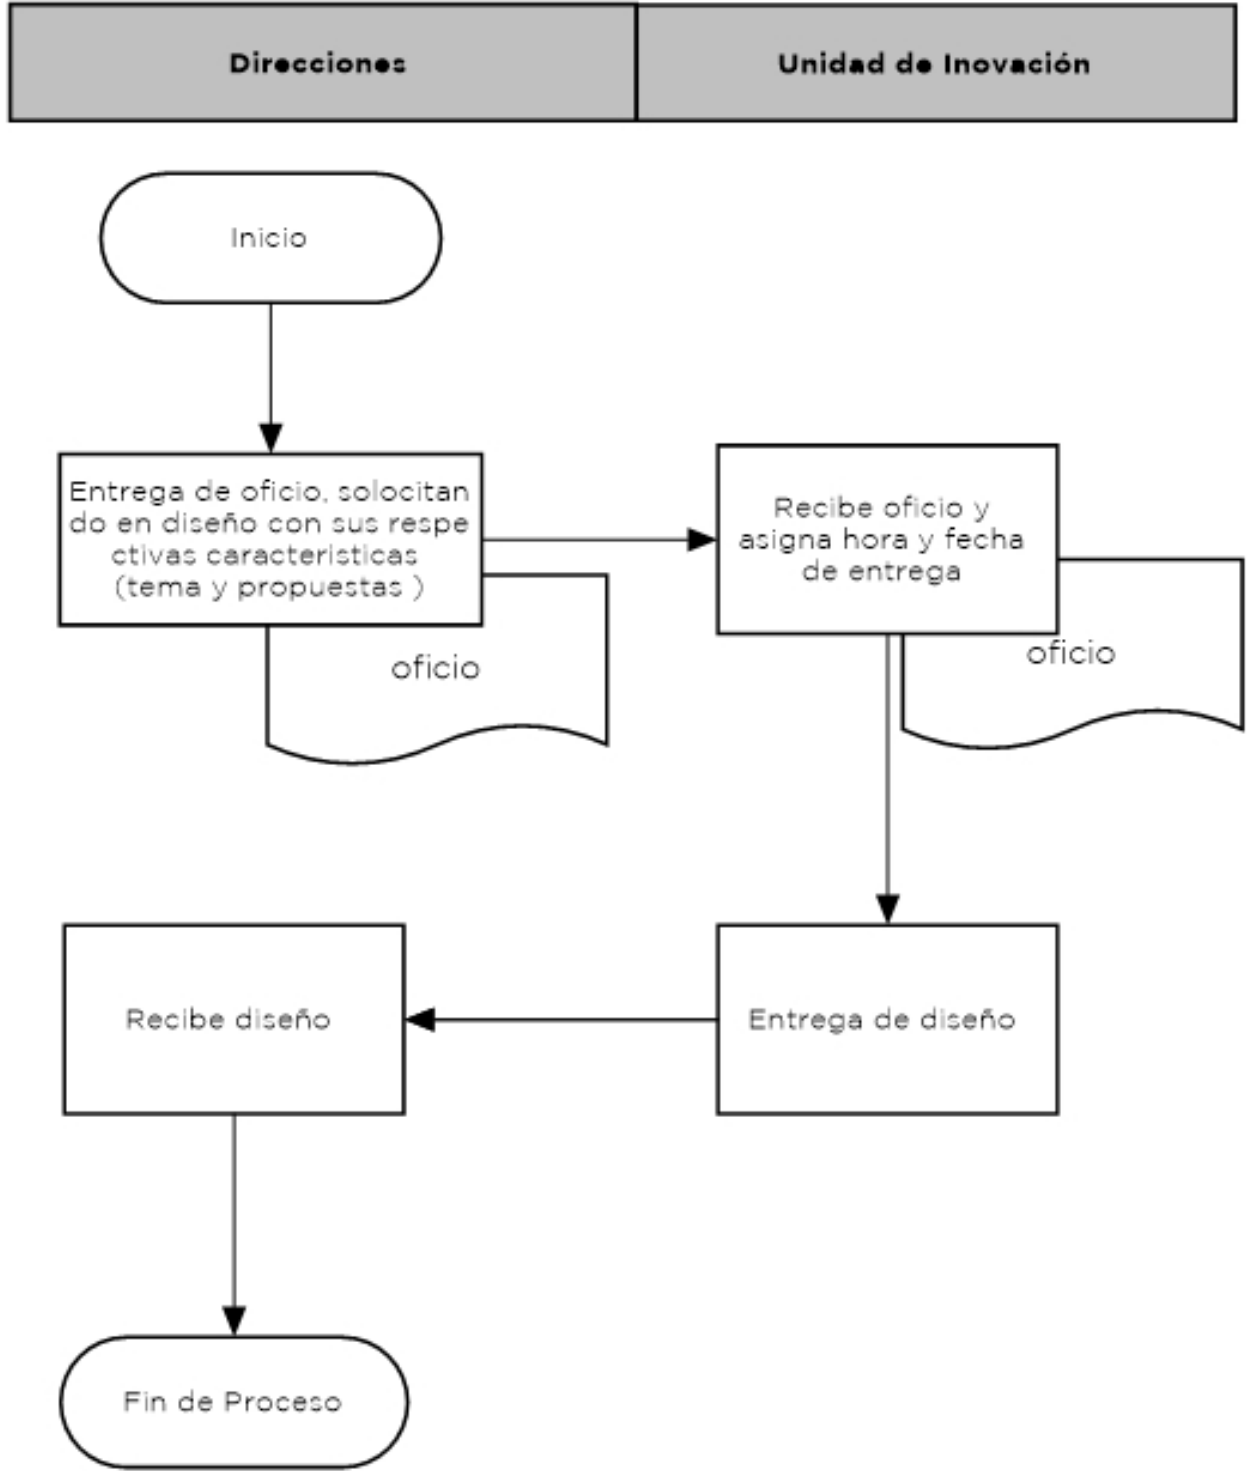 Direcciones
Unidad de Inovación
Inicio
Entrega de oficio, solocitan
do en diseño con sus respe
ctivas caracteristicas
(tema y propuestas )
oficio
Recibe oficio y
asigna hora y fecha
de entrega
oficio
Entrega de diseño
Recibe diseño
Fin de Proceso